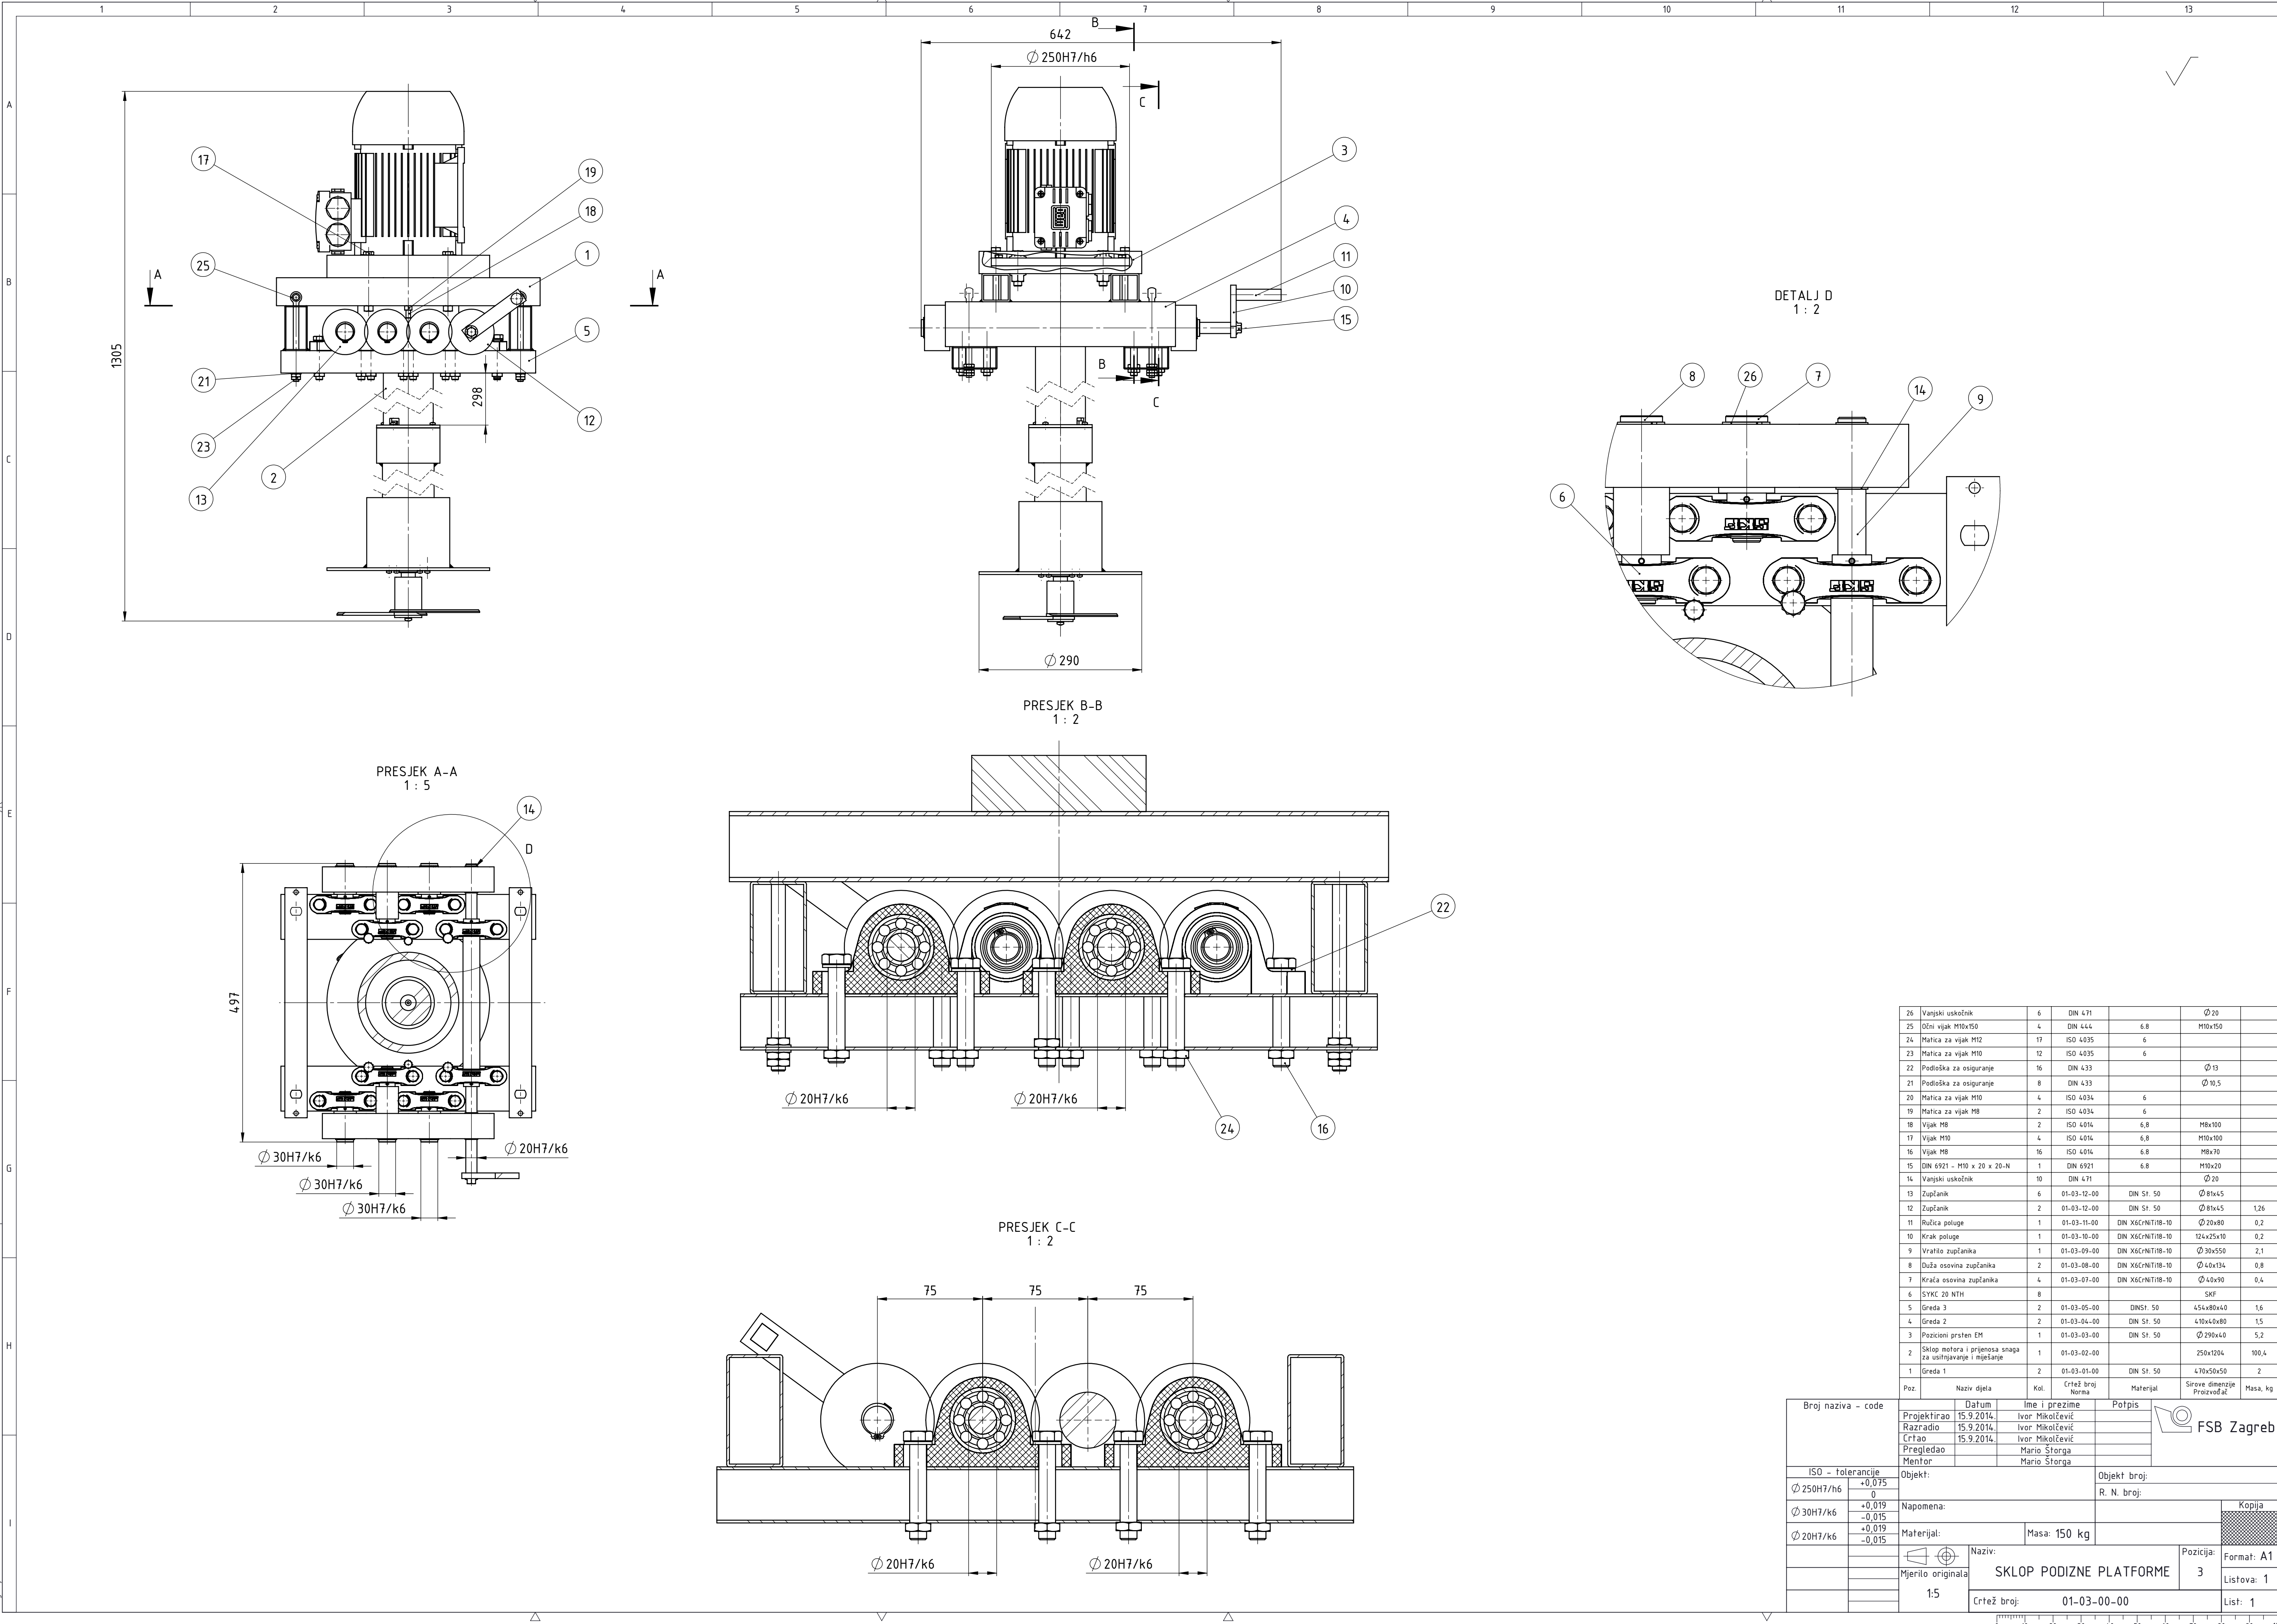 1 2 3 4 5 6 7 8 9 10 11 12 13
A
B
C
D
E
F
G
H
I
17
19
18
1
25
A A
5
21
298
12
23
2
13
1305
B
642
Ø 250H7/h6
C
3
4
11
10
15
B
C
Ø 290
DETALJ D
1 : 2
8
26
7
14
9
6
PRESJEK A-A
1 : 5
14
D
497
Ø 30H7/k6
Ø 20H7/k6
Ø 30H7/k6
Ø 30H7/k6
PRESJEK B-B
1 : 2
22
Ø 20H7/k6
Ø 20H7/k6
24
16
PRESJEK C-C
1 : 2
75 75 75
Ø 20H7/k6
Ø 20H7/k6
26 Vanjski uskočnik 6 DIN 471 Ø 20
25 Očni vijak M10x150 4 DIN 444 6.8 M10x150
24 Matica za vijak M12 17 ISO 4035 6
23 Matica za vijak M10 12 ISO 4035 6
22 Podloška za osiguranje 16 DIN 433 Ø 13
21 Podloška za osiguranje 8 DIN 433 Ø 10,5
20 Matica za vijak M10 4 ISO 4034 6
19 Matica za vijak M8 2 ISO 4034 6
18 Vijak M8 2 ISO 4014 6,8 M8x100
17 Vijak M10 4 ISO 4014 6,8 M10x100
16 Vijak M8 16 ISO 4014 6.8 M8x70
15 DIN 6921 - M10 x 20 x 20-N 1 DIN 6921 6.8 M10x20
14 Vanjski uskočnik 10 DIN 471 Ø 20
13 Zupčanik 6 01-03-12-00 DIN St. 50 Ø 81x45
12 Zupčanik 2 01-03-12-00 DIN St. 50 Ø 81x45 1,26
11 Ručica poluge 1 01-03-11-00 DIN X6CrNiTi18-10 Ø 20x80 0,2
10 Krak poluge 1 01-03-10-00 DIN X6CrNiTi18-10 124x25x10 0,2
9 Vratilo zupčanika 1 01-03-09-00 DIN X6CrNiTi18-10 Ø 30x550 2,1
8 Duža osovina zupčanika 2 01-03-08-00 DIN X6CrNiTi18-10 Ø 40x134 0,8
7 Kraća osovina zupčanika 4 01-03-07-00 DIN X6CrNiTi18-10 Ø 40x90 0,4
6 SYKC 20 NTH 8 SKF
5 Greda 3 2 01-03-05-00 DINSt. 50 454x80x40 1,6
4 Greda 2 2 01-03-04-00 DIN St. 50 410x40x80 1,5
3 Pozicioni prsten EM 1 01-03-03-00 DIN St. 50 Ø 290x40 5,2
2 Sklop motora i prijenosa snaga za usitnjavanje i miješanje 1 01-03-02-00 250x1204 100,4
1 Greda 1 2 01-03-01-00 DIN St. 50 470x50x50 2
Poz. Naziv dijela Kol. Crtež broj Norma Materijal Sirove dimenzije Proizvođač Masa, kg
Broj naziva - code
Datum Ime i prezime Potpis
Projektirao 15.9.2014. Ivor Mikolčević
Razradio 15.9.2014. Ivor Mikolčević
Crtao 15.9.2014. Ivor Mikolčević
Pregledao Mario Štorga
Mentor Mario Štorga
FSB Zagreb
ISO - tolerancije
Ø 250H7/h6 +0,075 0
Ø 30H7/k6 +0,019 -0,015
Ø 20H7/k6 +0,019 -0,015
Objekt:
Objekt broj:
R. N. broj:
Napomena:
Kopija
Materijal:
Masa: 150 kg
Naziv:
SKLOP PODIZNE PLATFORME
Pozicija:
3
Format: A1
Listova: 1
List: 1
Mjerilo originala
1:5
Crtež broj: 01-03-00-00